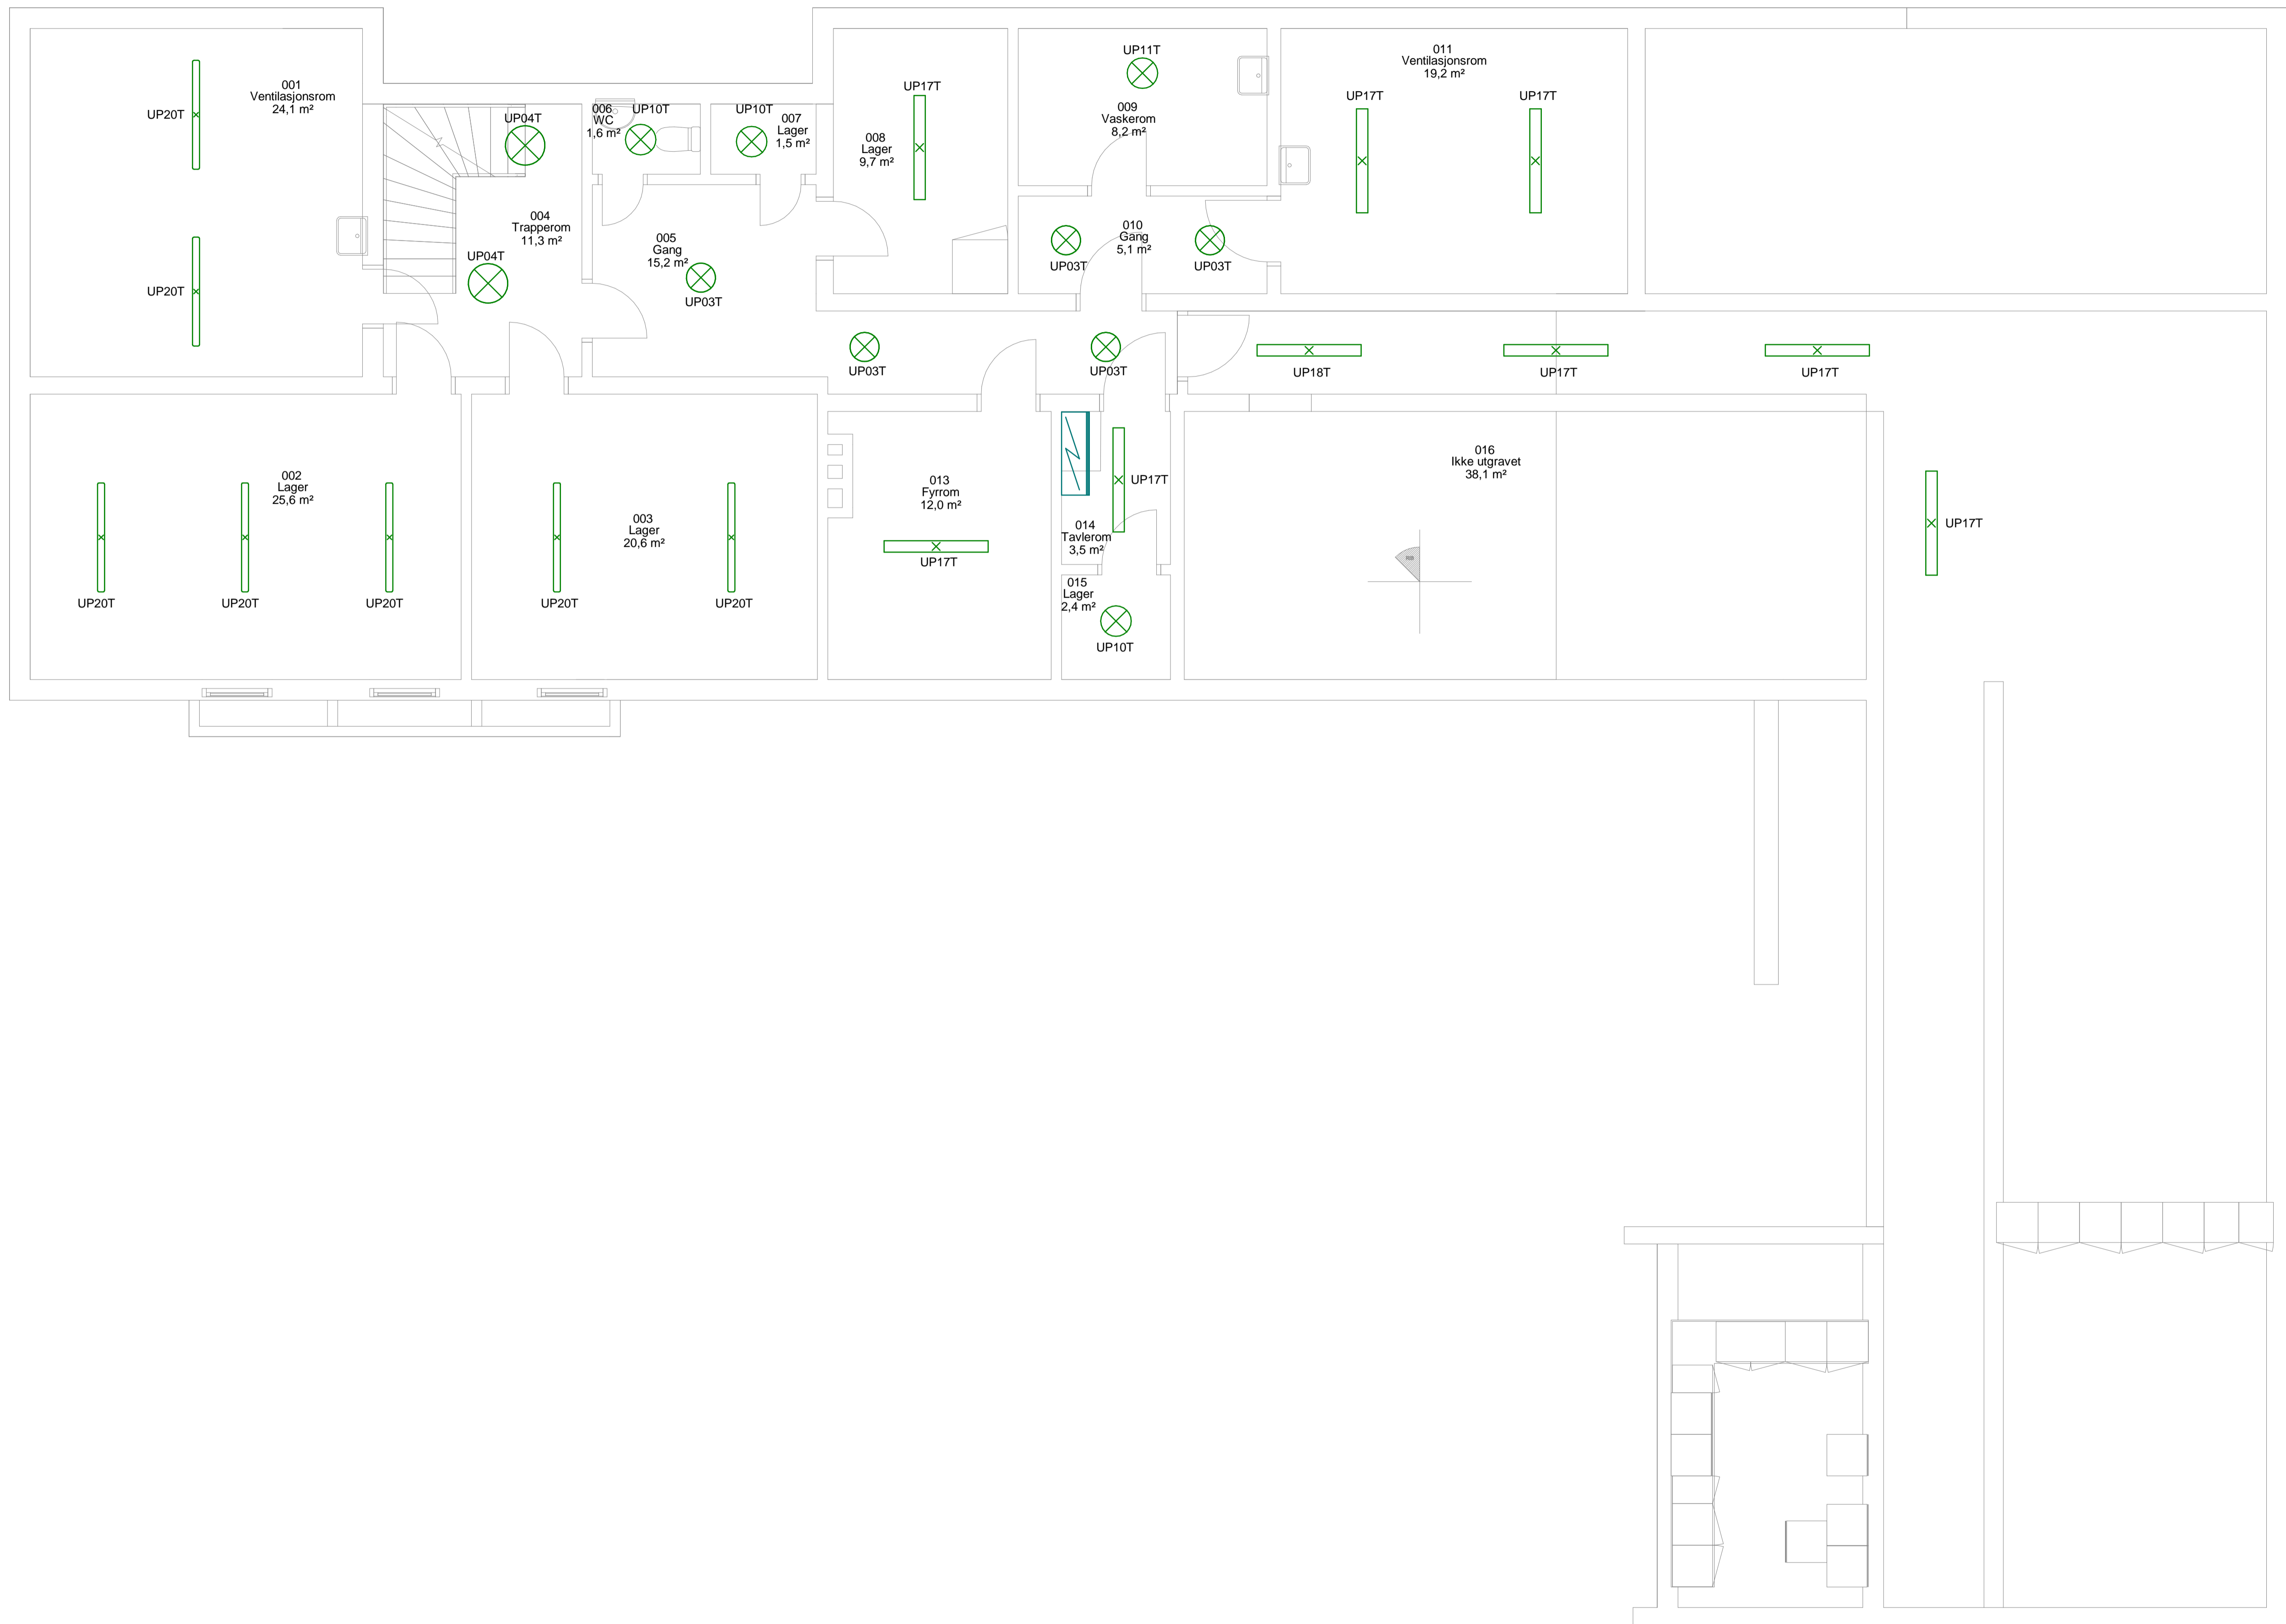 UP20T
001
Ventilasjonsrom
24,1 m²
UP20T
UP04T
004
Trapperom
11,3 m²
UP04T
006
WC
1,6 m²
UP10T
UP10T
007
Lager
1,5 m²
005
Gang
15,2 m²
UP03T
UP17T
008
Lager
9,7 m²
UP11T
009
Vaskerom
8,2 m²
010
Gang
5,1 m²
UP03T
UP03T
011
Ventilasjonsrom
19,2 m²
UP17T
UP17T
UP03T
UP03T
UP18T
UP17T
UP17T
002
Lager
25,6 m²
UP20T
UP20T
UP20T
003
Lager
20,6 m²
UP20T
UP20T
013
Fyrrom
12,0 m²
UP17T
UP17T
014
Tavlerom
3,5 m²
015
Lager
2,4 m²
UP10T
016
Ikke utgravet
38,1 m²
UP17T